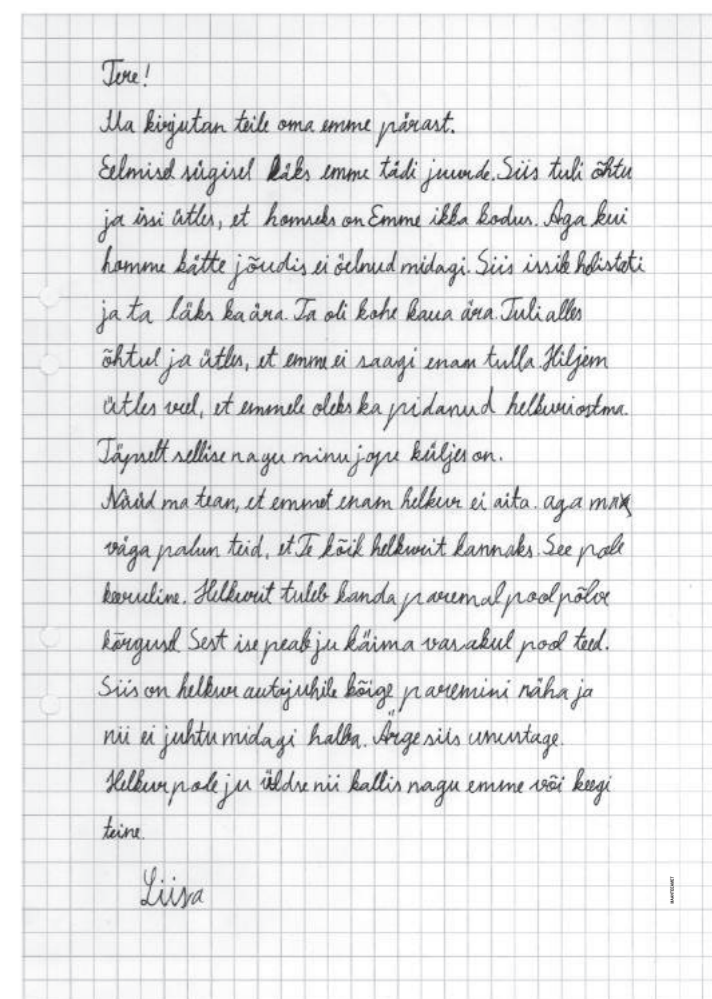 Tere!
Ma kirjutan teile oma emme pärast.
Eelmisel sügisel läks emme tädi juurde. Siis tuli õhtu
ja issi ütles, et homseks on Emme ikka kodus. Aga kui
homme kätte jõudis ei öelnud midagi. Siis issile helistati
ja ta läks ka ära. Ta oli kohe kaua ära. Tuli alles
õhtul ja ütles, et emme ei saagi enam tulla. Hiljem
ütles veel, et emmele oleks ka pidanud helkuri ostma.
Täpselt sellise nagu minu jope küljes on.
Nüüd ma tean, et emmet enam helkur ei aita. aga ma
väga palun teid, et Te kõik helkurit kannaks. See pole
keeruline. Helkurit tuleb kanda paremal pool põlve
kõrgusel Sest ise peab ju käima vasakul pool teed.
Siis on helkur autojuhile kõige paremini näha ja
nii ei juhtu midagi halba. Ärge siis unustage.
Helkur pole ju üldse nii kallis nagu emme või keegi
teine.
Liisa
MAANTEEAMET